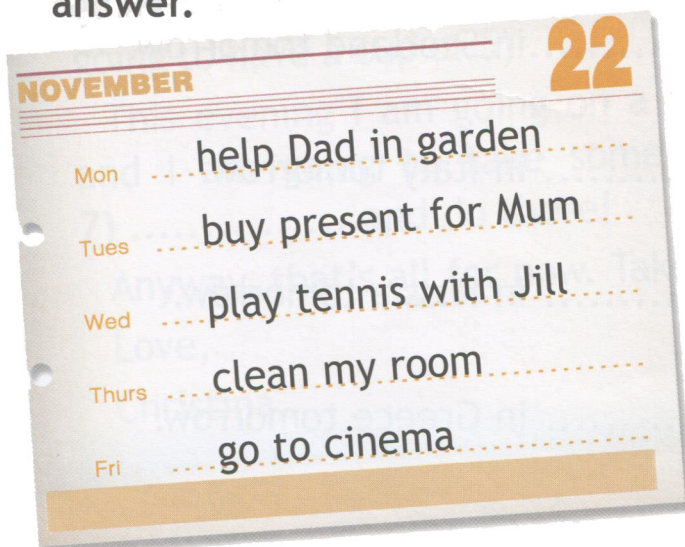 answer.
NOVEMBER 22
Mon help Dad in garden
Tues buy present for Mum
Wed play tennis with Jill
Thurs clean my room
Fri go to cinema